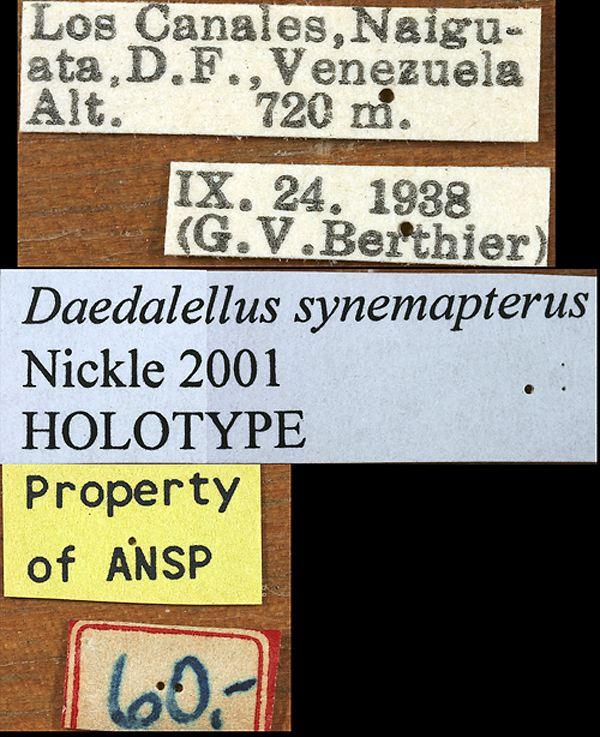 Los Canales, Naigu-
ata, D.F., Venezuela
Alt. 720 m.
IX. 24. 1938
(G.V.Berthier)
Daedalellus synemapterus
Nickle 2001
HOLOTYPE
Property
of ANSP
60.-